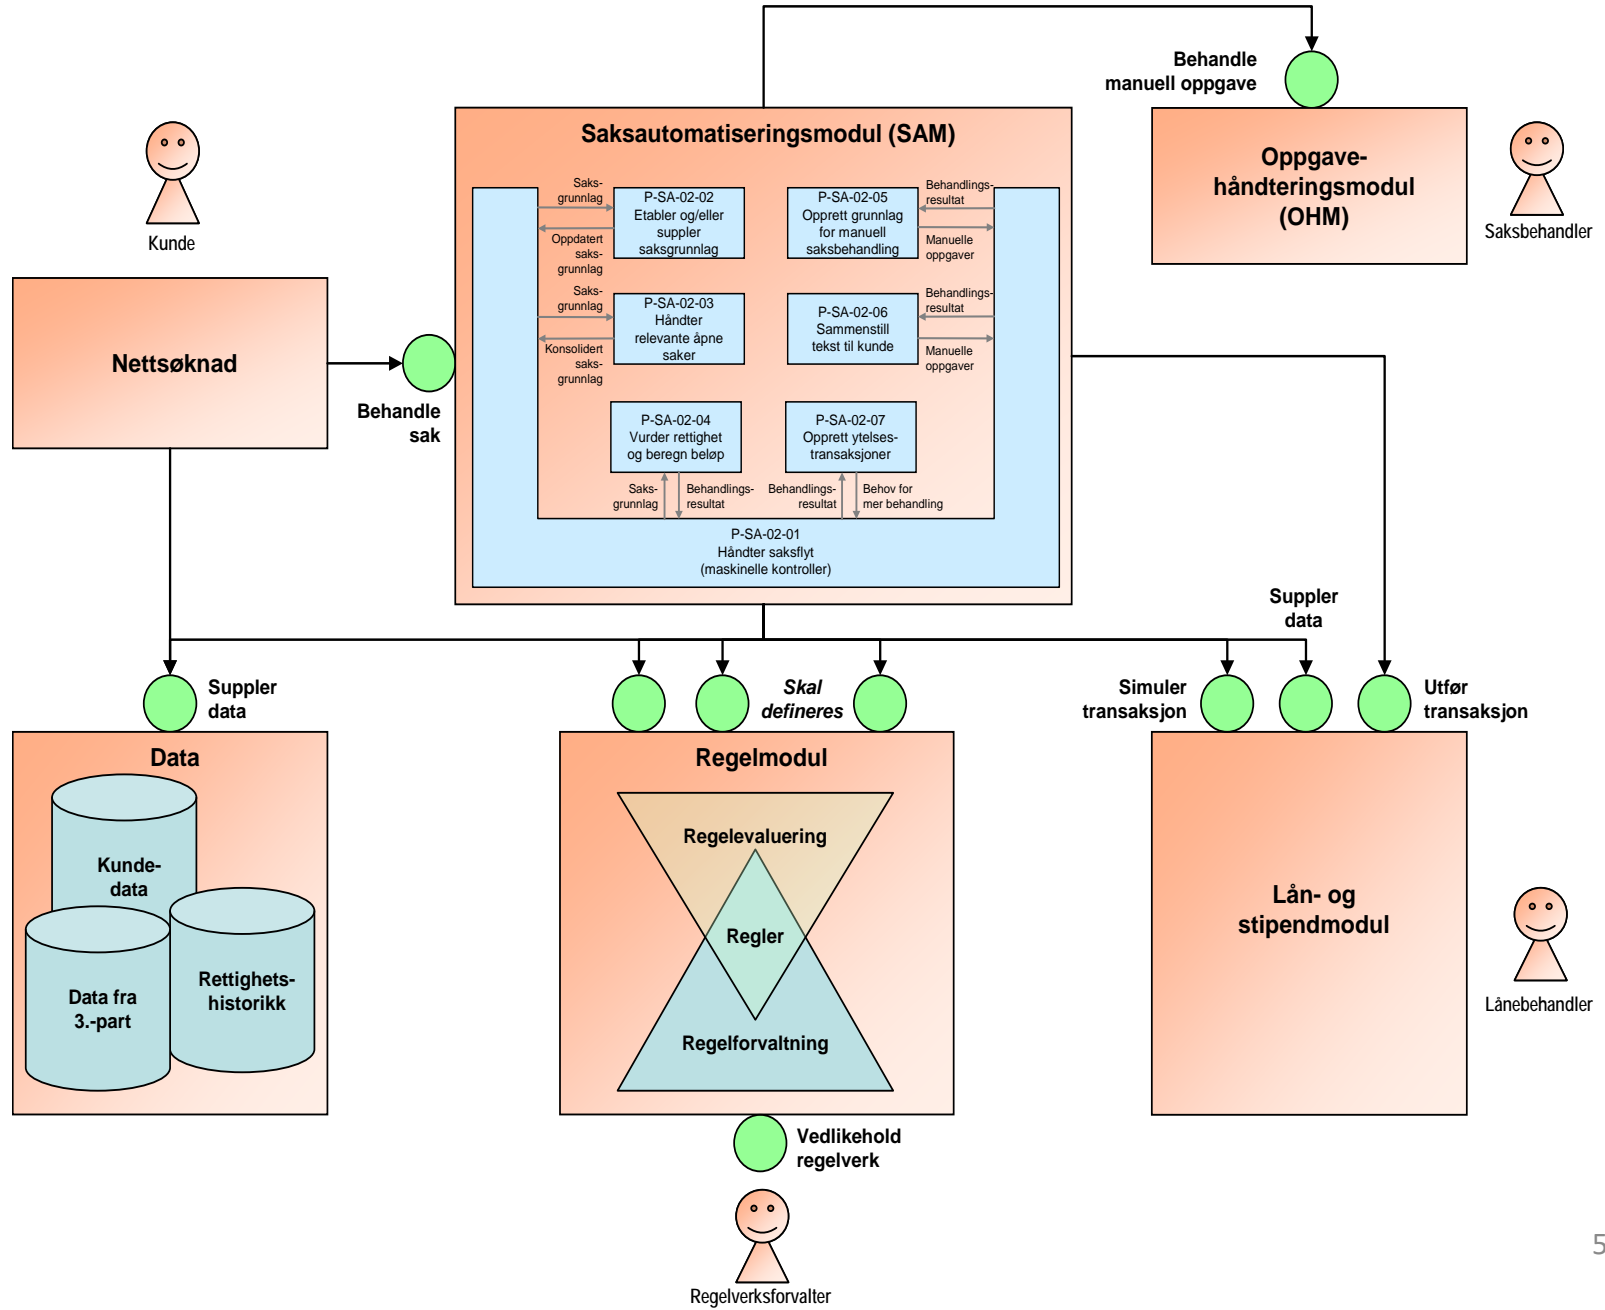 Behandle
manuell oppgave
Saksautomatiseringsmodul (SAM)
Oppgave-
håndteringsmodul
(OHM)
Kunde
Saksbehandler
Saks-
grunnlag
P-SA-02-02
Etabler og/eller
suppler
saksgrunnlag
Oppdatert
saks-
grunnlag
P-SA-02-05
Opprett grunnlag
for manuell
saksbehandling
Behandlings-
resultat
Manuelle
oppgaver
Saks-
grunnlag
P-SA-02-03
Håndter
relevante åpne
saker
Konsolidert
saks-
grunnlag
P-SA-02-06
Sammenstill
tekst til kunde
Behandlings-
resultat
Manuelle
oppgaver
Nettsøknad
Behandle
sak
P-SA-02-04
Vurder rettighet
og beregn beløp
Saks-
grunnlag
Behandlings-
resultat
P-SA-02-07
Opprett ytelses-
transaksjoner
Behandlings-
resultat
Behov for
mer behandling
P-SA-02-01
Håndter saksflyt
(maskinelle kontroller)
Suppler
data
Suppler
data
Skal
defineres
Simuler
transaksjon
Utfør
transaksjon
Data
Kunde-
data
Data fra
3.-part
Rettighets-
historikk
Regelmodul
Regelevaluering
Regler
Regelforvaltning
Lån- og
stipendmodul
Lånebehandler
Vedlikehold
regelverk
Regelverksforvalter
5